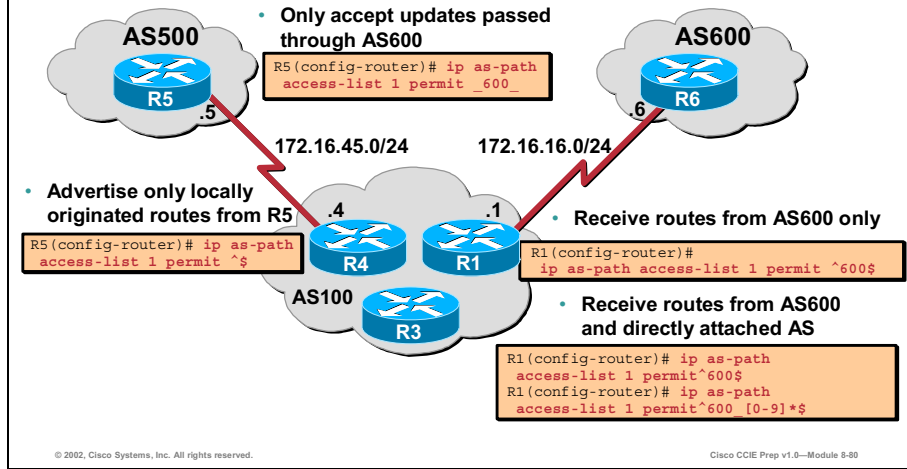 • Only accept updates passed
through AS600
R5(config-router)# ip as-path
access-list 1 permit _600_
AS500
R5
.5
AS600
R6
.6
172.16.45.0/24
172.16.16.0/24
• Advertise only locally
originated routes from R5
R5(config-router)# ip as-path
access-list 1 permit ^$
.4
R4
.1
R1
AS100
R3
• Receive routes from AS600 only
R1(config-router)#
ip as-path access-list 1 permit ^600$
• Receive routes from AS600
and directly attached AS
R1(config-router)# ip as-path
access-list 1 permit^600$
R1(config-router)# ip as-path
access-list 1 permit^600_[0-9]*$
© 2002, Cisco Systems, Inc. All rights reserved.
Cisco CCIE Prep v1.0—Module 8-80